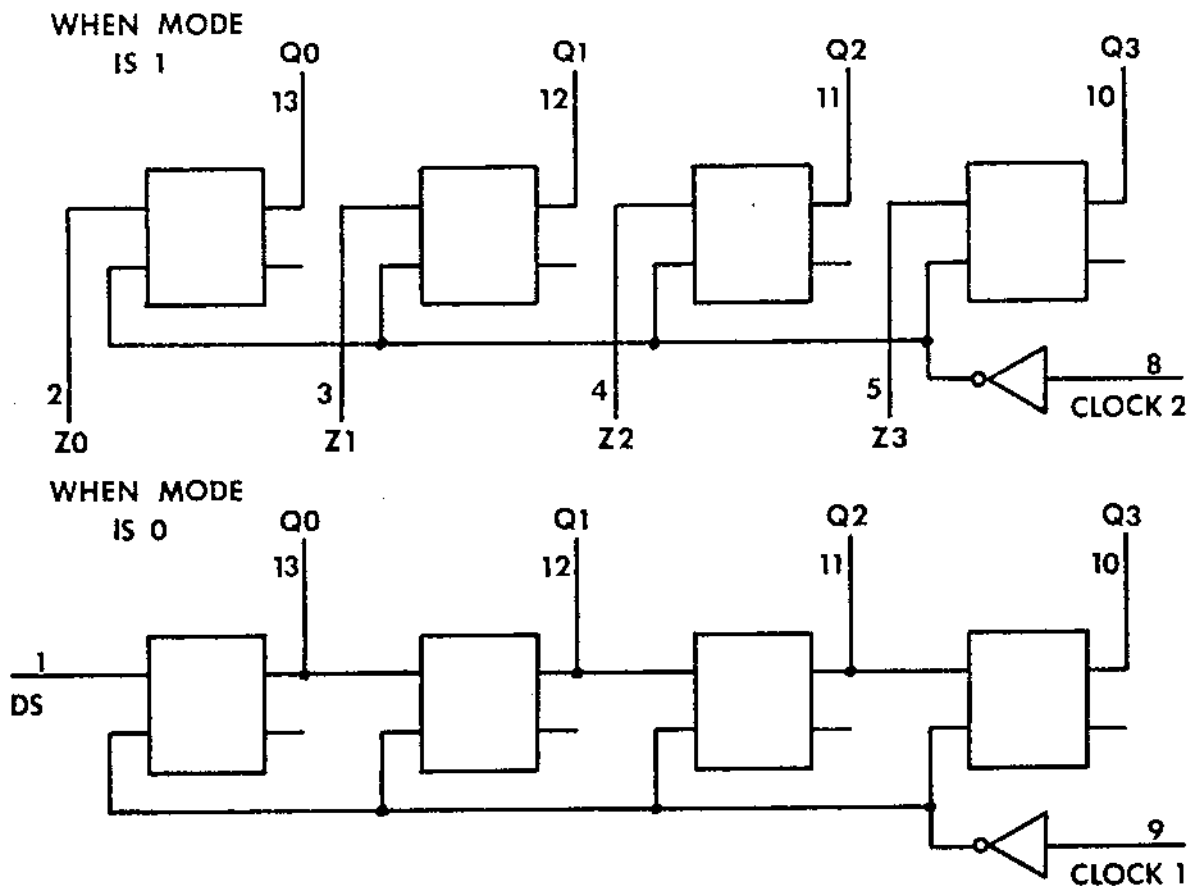 WHEN MODE
IS 1
Q0
Q1
Q2
Q3
13
12
11
10
2
3
4
5
8
CLOCK 2
Z0
Z1
Z2
Z3
WHEN MODE
IS 0
Q0
Q1
Q2
Q3
13
12
11
10
1
DS
9
CLOCK 1